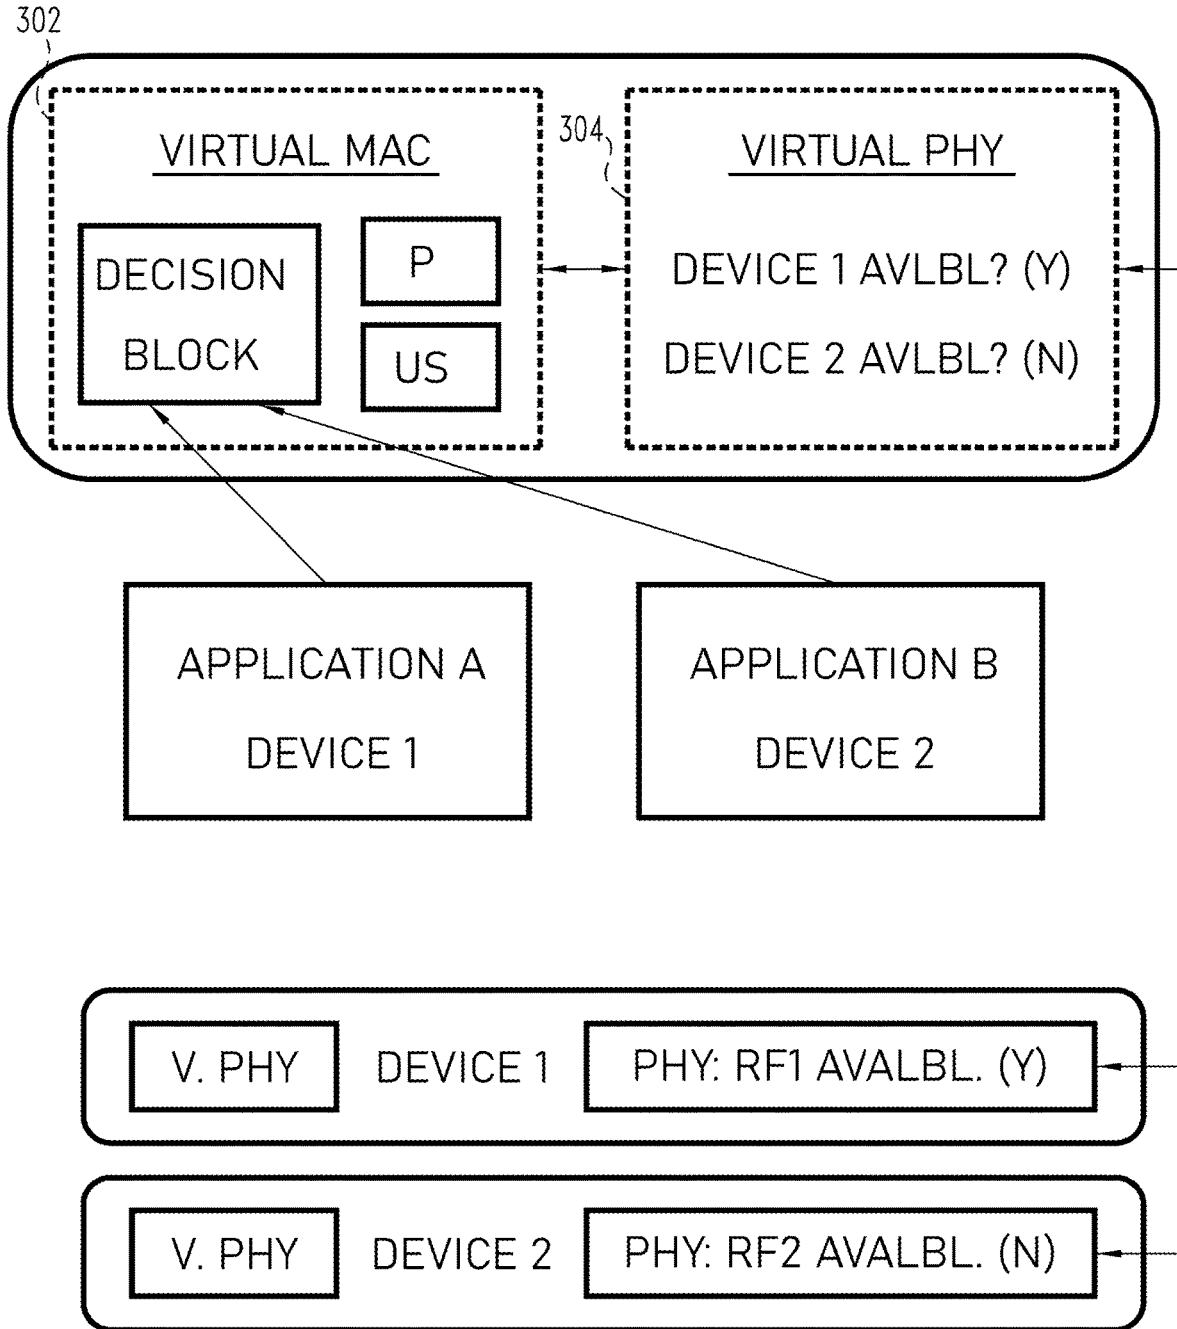 302
VIRTUAL MAC
304
VIRTUAL PHY
DECISION
BLOCK
P
US
DEVICE 1 AVLBL? (Y)
DEVICE 2 AVLBL? (N)
APPLICATION A
DEVICE 1
APPLICATION B
DEVICE 2
V. PHY
DEVICE 1
PHY: RF1 AVALBL. (Y)
V. PHY
DEVICE 2
PHY: RF2 AVALBL. (N)